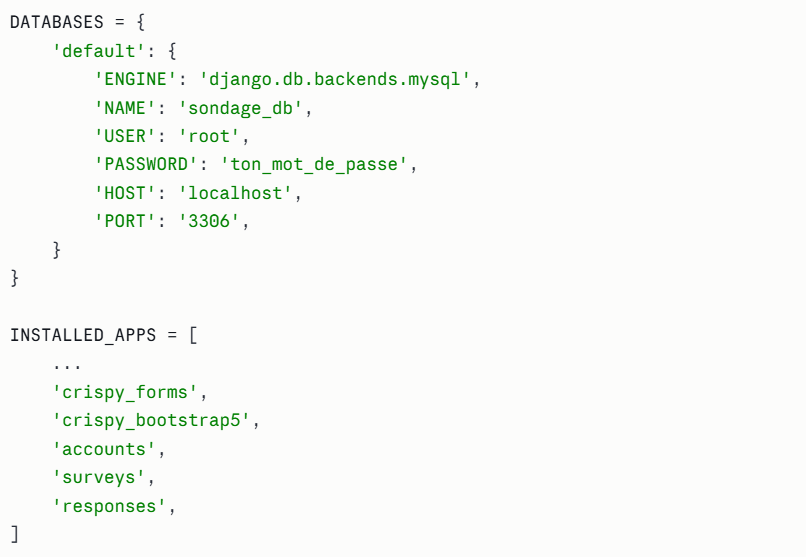 DATABASES = {
    'default': {
        'ENGINE': 'django.db.backends.mysql',
        'NAME': 'sondage_db',
        'USER': 'root',
        'PASSWORD': 'ton_mot_de_passe',
        'HOST': 'localhost',
        'PORT': '3306',
    }
}

INSTALLED_APPS = [
    ...
    'crispy_forms',
    'crispy_bootstrap5',
    'accounts',
    'surveys',
    'responses',
]